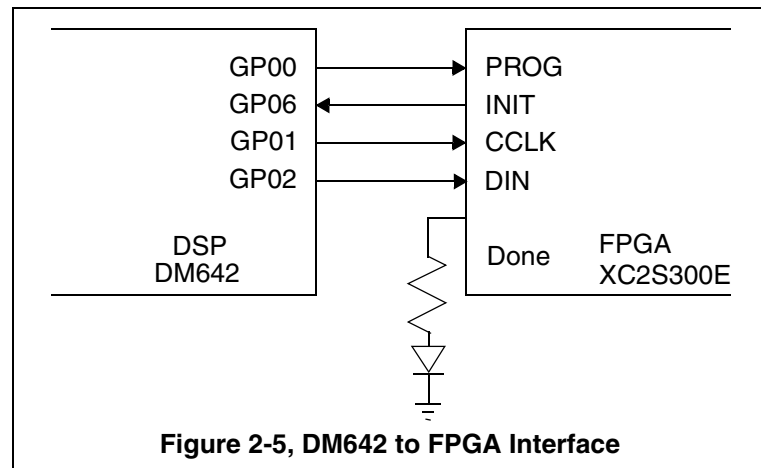 GP00 PROG
GP06 INIT
GP01 CCLK
GP02 DIN
DSP
DM642
Done
FPGA
XC2S300E
Figure 2-5, DM642 to FPGA Interface